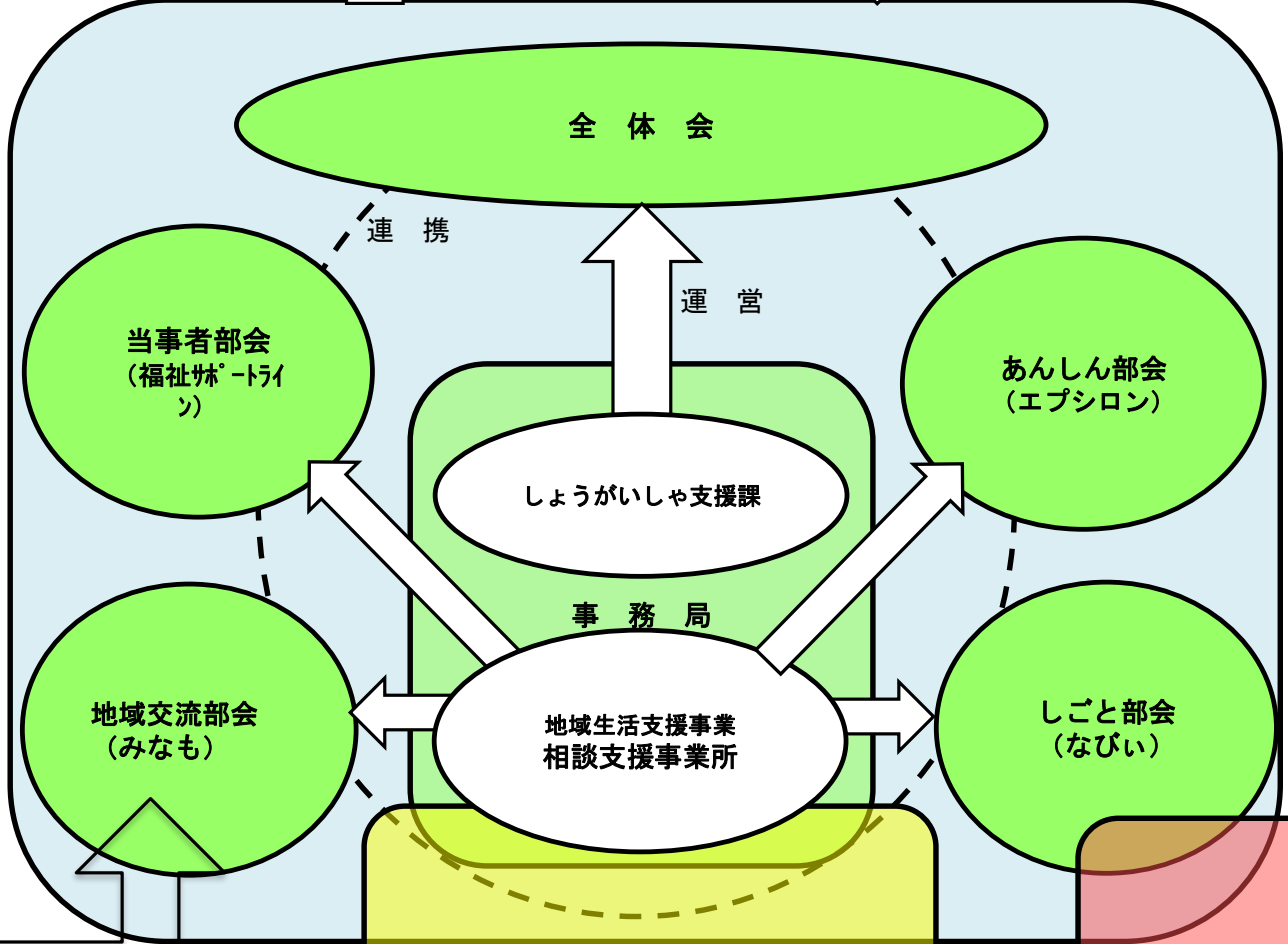 全　体　会
連　携
運　営
当事者部会
（福祉ｻﾎﾟｰﾄﾗｲ
ﾝ）
あんしん部会
（エプシロン）
しょうがいしゃ支援課
事　務　局
地域交流部会
（みなも）
地域生活支援事業
相談支援事業所
しごと部会
（なびぃ）